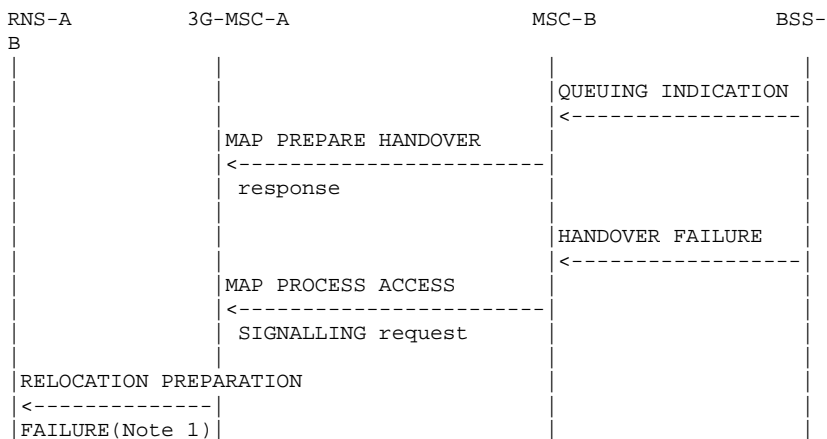 RNS-A 3G-MSC-A MSC-B BSS-
B
QUEUING INDICATION
MAP PREPARE HANDOVER
response
HANDOVER FAILURE
MAP PROCESS ACCESS
SIGNALLING request
RELOCATION PREPARATION
FAILURE(Note 1)